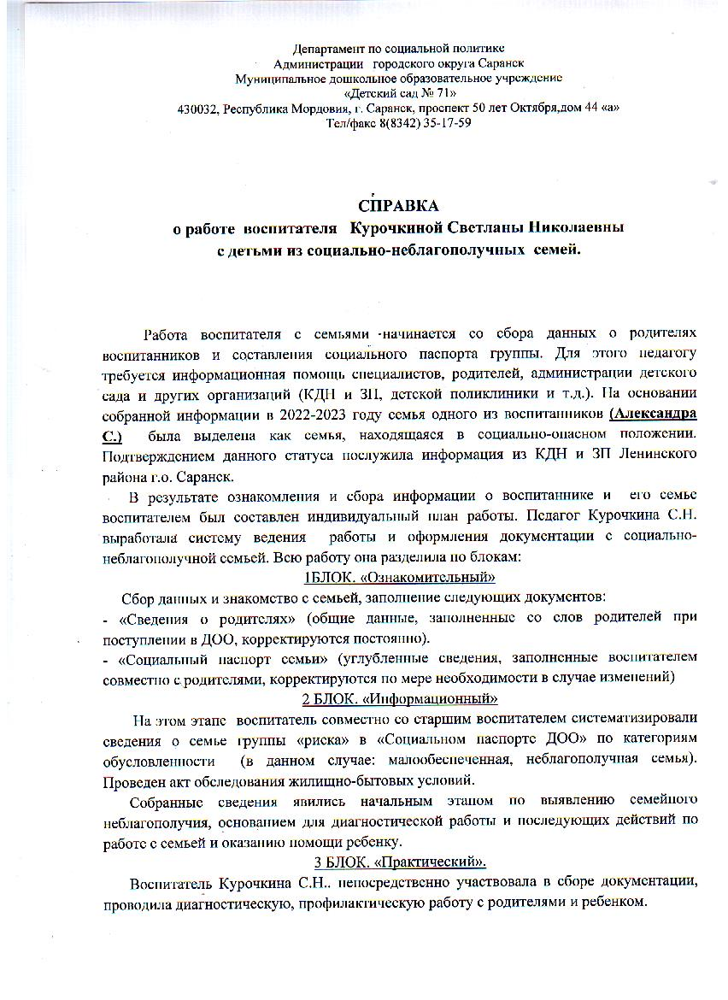 Департамент по социальной политике
Администрации городского округа Саранск
Муниципальное дошкольное образовательное учреждение
«Детский сад № 71»
430032, Республика Мордовия, г. Саранск, проспект 50 лет Октября,дом 44 «а»
Тел/факс 8(8342) 35-17-59
СПРАВКА
о работе воспитателя Курочкиной Светланы Николаевны
с детьми из социально-неблагополучных семей.
Работа воспитателя с семьями начинается со сбора данных о родителях
воспитанников и составления социального паспорта группы. Для этого педагогу
требуется информационная помощь специалистов, родителей, администрации детского
сада и других организаций (КДН и ЗП, детской поликлиники и т.д.). На основании
собранной информации в 2022-2023 году семья одного из воспитанников (Александра
С.) была выделена как семья, находящаяся в социально-опасном положении.
Подтверждением данного статуса послужила информация из КДН и ЗП Ленинского
района г.о. Саранск.
В результате ознакомления и сбора информации о воспитаннике и его семье
воспитателем был составлен индивидуальный план работы. Педагог Курочкина С.Н.
выработала систему ведения работы и оформления документации с социально-
неблагополучной семьей. Всю работу она разделила по блокам:
1БЛОК. «Ознакомительный»
Сбор данных и знакомство с семьей, заполнение следующих документов:
- «Сведения о родителях» (общие данные, заполненные со слов родителей при
поступлении в ДОО, корректируются постоянно).
- «Социальный паспорт семьи» (углубленные сведения, заполненные воспитателем
совместно с родителями, корректируются по мере необходимости в случае изменений)
2 БЛОК. «Информационный»
На этом этапе воспитатель совместно со старшим воспитателем систематизировали
сведения о семье группы «риска» в «Социальном паспорте ДОО» по категориям
обусловленности (в данном случае: малообеспеченная, неблагополучная семья).
Проведен акт обследования жилищно-бытовых условий.
Собранные сведения явились начальным этапом по выявлению семейного
неблагополучия, основанием для диагностической работы и последующих действий по
работе с семьей и оказанию помощи ребенку.
3 БЛОК. «Практический».
Воспитатель Курочкина С.Н.. непосредственно участвовала в сборе документации,
проводила диагностическую, профилактическую работу с родителями и ребенком.